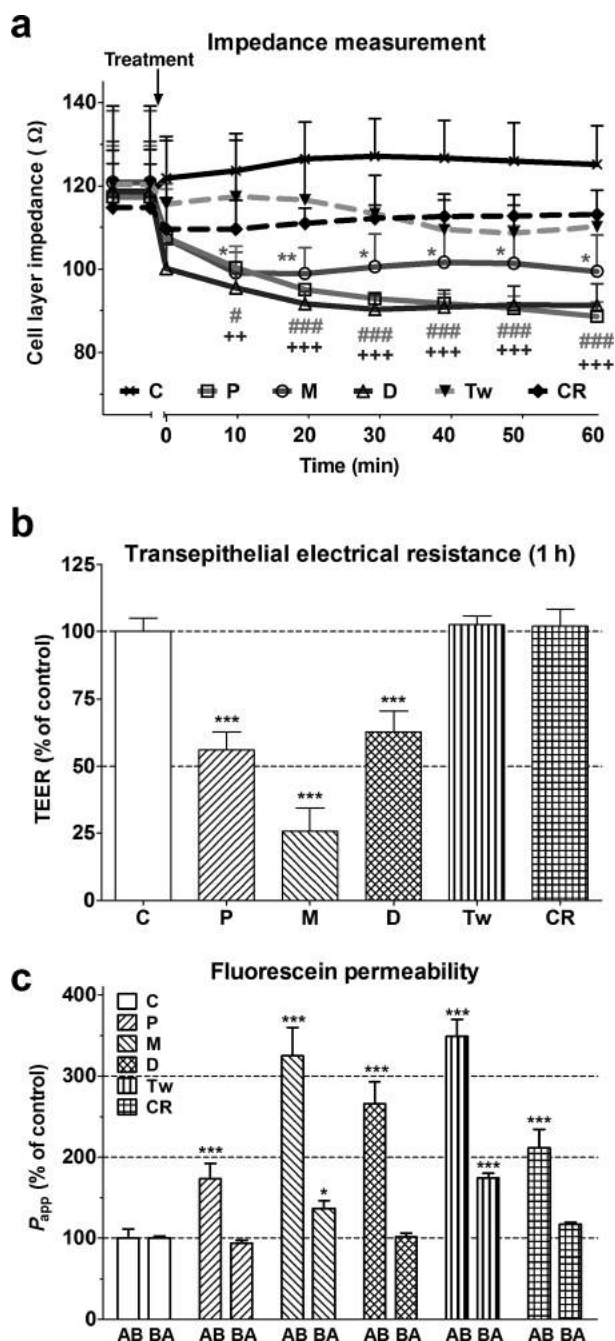 a
Impedance measurement
Treatment
Cell layer impedance ( Ω)
140
120
100
80
* ** * * * *
# ### ### ### ### ###
++ +++ +++ +++ +++ +++
C P M D Tw CR
0 10 20 30 40 50 60
Time (min)
b
Transepithelial electrical resistance (1 h)
TEER (% of control)
125
100
75
50
25
0
*** *** ***
C P M D Tw CR
c
Fluorescein permeability
Papp (% of control)
400
300
200
100
0
C
P
M
D
Tw
CR
*** *** * *** *** *** ***
AB BA AB BA AB BA AB BA AB BA AB BA